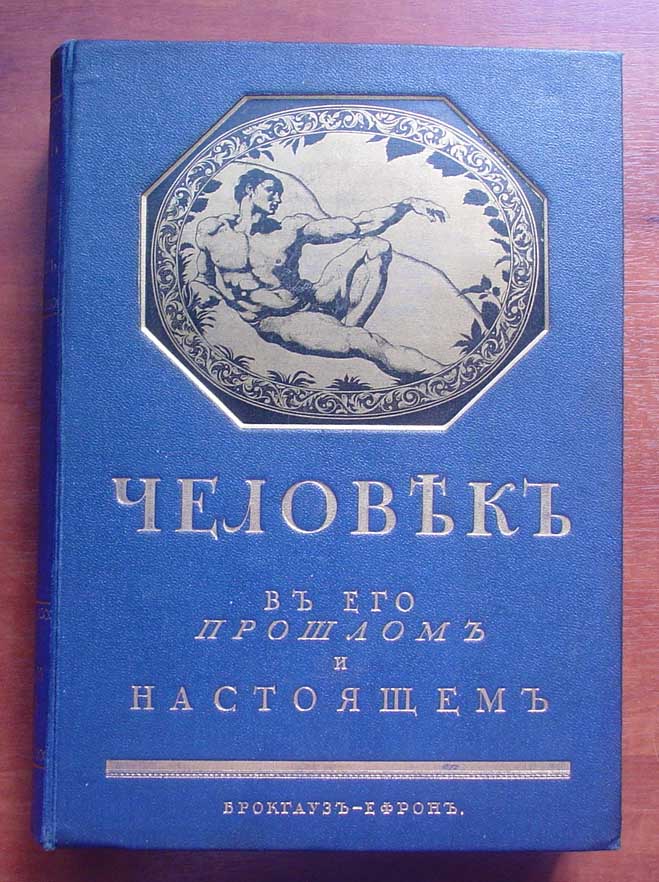 ЧЕЛОВѢКЪ
ВЪ ЕГО
ПРОШЛОМЪ
И
НАСТОЯЩЕМЪ
БРОКГАУЗЪ–ЕФРОНЪ.